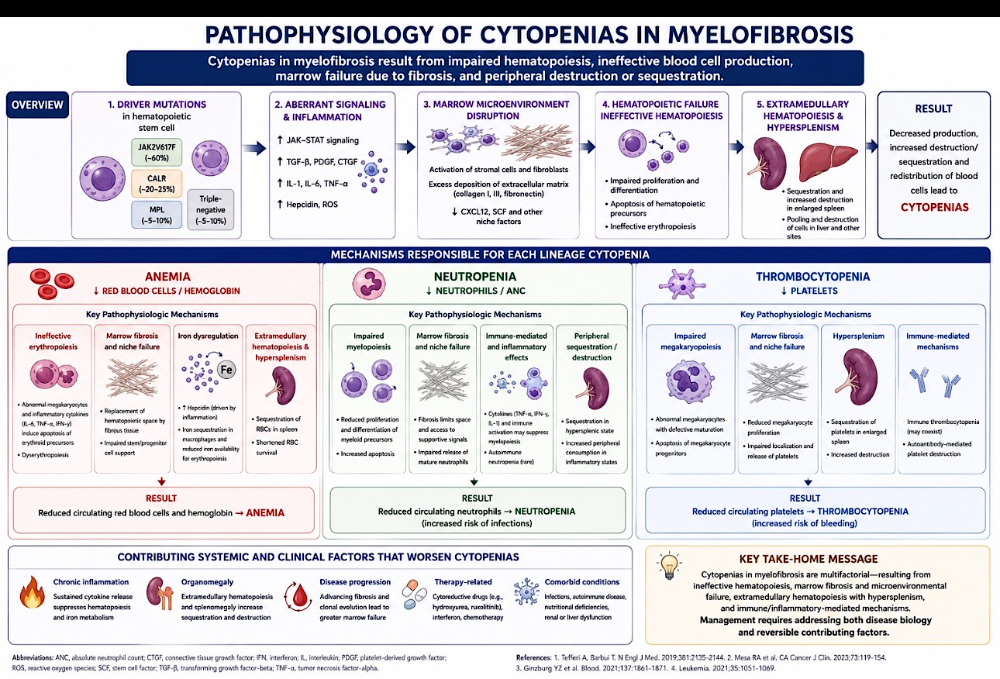 PATHOPHYSIOLOGY OF CYTOPENIAS IN MYELOFIBROSIS
Cytopenias in myelofibrosis result from impaired hematopoiesis, ineffective blood cell production,
marrow failure due to fibrosis, and peripheral destruction or sequestration.
OVERVIEW
1. DRIVER MUTATIONS
in hematopoietic
stem cell
JAK2V617F
(~60%)
CALR
(~20-25%)
MPL
(~5-10%)
Triple-
negative
(~5-10%)
2. ABERRANT SIGNALING
& INFLAMMATION
↑ JAK–STAT signaling
↑ TGF-β, PDGF, CTGF
↑ IL-1, IL-6, TNF-α
↑ Hepcidin, ROS
3. MARROW MICROENVIRONMENT
DISRUPTION
Activation of stromal cells and fibroblasts
Excess deposition of extracellular matrix
(collagen I, III, fibronectin)
↓ CXCL12, SCF and other
niche factors
4. HEMATOPOIETIC FAILURE
INEFFECTIVE HEMATOPOIESIS
• Impaired proliferation and
differentiation
• Apoptosis of hematopoietic
precursors
• Ineffective erythropoiesis
5. EXTRAMEDULLARY
HEMATOPOIESIS &
HYPERSPLENISM
• Sequestration and
increased destruction
in enlarged spleen
• Pooling and destruction
of cells in liver and other
sites
RESULT
Decreased production,
increased destruction/
sequestration and
redistribution of blood
cells lead to
CYTOPENIAS
MECHANISMS RESPONSIBLE FOR EACH LINEAGE CYTOPENIA
ANEMIA
↓ RED BLOOD CELLS / HEMOGLOBIN
Key Pathophysiologic Mechanisms
Ineffective
erythropoiesis
• Abnormal megakaryocytes
and inflammatory cytokines
(IL-6, TNF-α, IFN-γ)
induce apoptosis of
erythroid precursors
• Dyserythropoiesis
Marrow fibrosis
and niche failure
• Replacement of
hematopoietic space by
fibrous tissue
• Impaired stem/progenitor
cell support
Iron dysregulation
Fe
• ↑ Hepcidin (driven by
inflammation)
• Iron sequestration in
macrophages and
reduced iron availability
for erythropoiesis
Extramedullary
hematopoiesis &
hypersplenism
• Sequestration of
RBCs in spleen
• Shortened RBC
survival
RESULT
Reduced circulating red blood cells and hemoglobin → ANEMIA
NEUTROPENIA
↓ NEUTROPHILS / ANC
Key Pathophysiologic Mechanisms
Impaired
myelopoiesis
• Reduced proliferation
and differentiation of
myeloid precursors
• Increased apoptosis
Marrow fibrosis
and niche failure
• Fibrosis limits space
and access to
supportive signals
• Impaired release of
mature neutrophils
Immune-mediated
and inflammatory
effects
• Cytokines (TNF-α, IFN-γ,
IL-1) and immune
activation may suppress
myelopoiesis
• Autoimmune
neutropenia (rare)
Peripheral
sequestration /
destruction
• Sequestration in
hypersplenic state
• Increased peripheral
consumption in
inflammatory states
RESULT
Reduced circulating neutrophils → NEUTROPENIA
(increased risk of infections)
THROMBOCYTOPENIA
↓ PLATELETS
Key Pathophysiologic Mechanisms
Impaired
megakaryopoiesis
• Abnormal megakaryocytes
with defective maturation
• Apoptosis of megakaryocyte
progenitors
Marrow fibrosis
and niche failure
• Reduced megakaryocyte
proliferation
• Impaired localization and
release of platelets
Hypersplenism
• Sequestration of
platelets in enlarged
spleen
• Increased destruction
Immune-mediated
mechanisms
Immune thrombocytopenia
(may coexist)
• Autoantibody-mediated
platelet destruction
RESULT
Reduced circulating platelets → THROMBOCYTOPENIA
(increased risk of bleeding)
CONTRIBUTING SYSTEMIC AND CLINICAL FACTORS THAT WORSEN CYTOPENIAS
Chronic inflammation
Sustained cytokine release
suppresses hematopoiesis
and iron metabolism
Organomegaly
Extramedullary hematopoiesis
and splenomegaly increase
sequestration and destruction
Disease progression
Advancing fibrosis and
clonal evolution lead to
greater marrow failure
Therapy-related
Cytoreductive drugs (e.g.,
hydroxyurea, ruxolitinib),
interferon, chemotherapy
Comorbid conditions
Infections, autoimmune disease,
nutritional deficiencies,
renal or liver dysfunction
KEY TAKE-HOME MESSAGE
Cytopenias in myelofibrosis are multifactorial—resulting from
ineffective hematopoiesis, marrow fibrosis and microenvironmental
failure, extramedullary hematopoiesis with hypersplenism,
and immune/inflammatory-mediated mechanisms.
Management requires addressing both disease biology
and reversible contributing factors.
Abbreviations: ANC, absolute neutrophil count; CTGF, connective tissue growth factor; IFN, interferon; IL, interleukin; PDGF, platelet-derived growth factor;
ROS, reactive oxygen species; SCF, stem cell factor; TGF-β, transforming growth factor-beta; TNF-α, tumor necrosis factor-alpha.
References: 1. Tefferi A, Barbui T. N Engl J Med. 2019;381:2135-2144. 2. Mesa RA et al. CA Cancer J Clin. 2023;73:119-154.
3. Ginzburg YZ et al. Blood. 2021;137:1861-1871. 4. Leukemia. 2021;35:1051-1069.